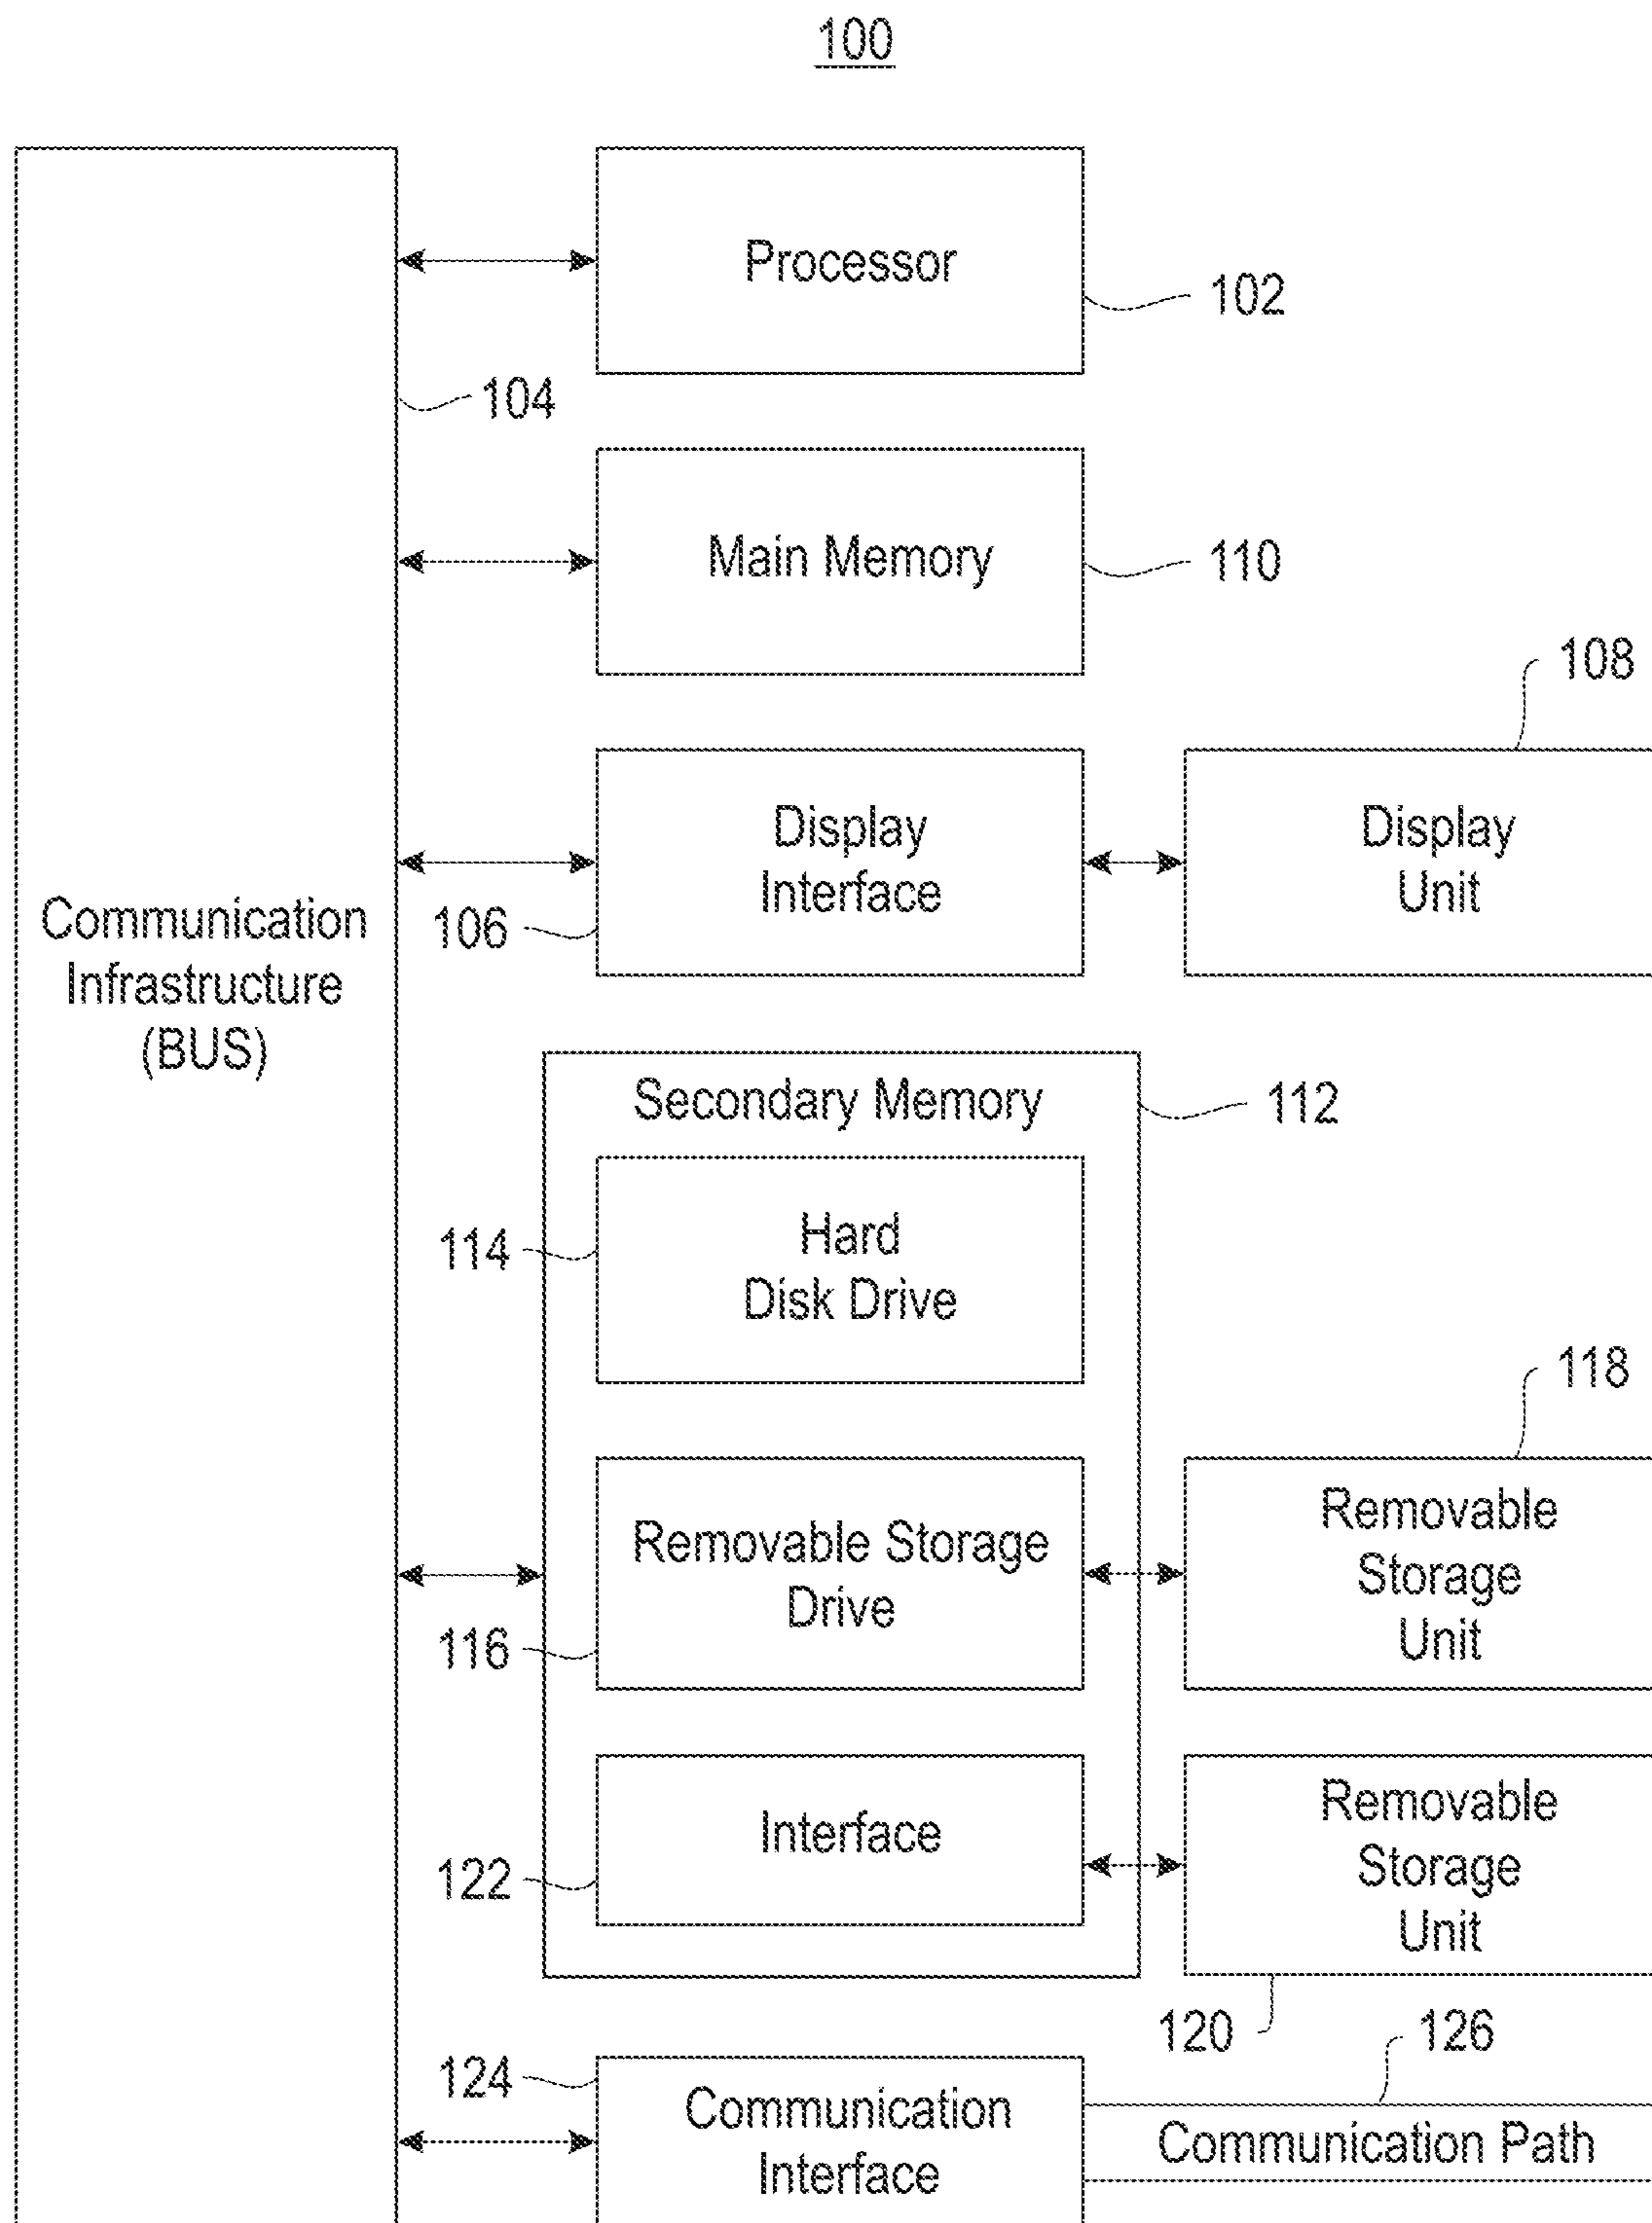 100
Processor
102
104
Main Memory
110
108
Display
Interface
106
Display
Unit
Communication
Infrastructure
(BUS)
Secondary Memory
112
Hard
Disk Drive
114
118
Removable Storage
Drive
116
Removable
Storage
Unit
Interface
122
Removable
Storage
Unit
120
126
124
Communication
Interface
Communication Path